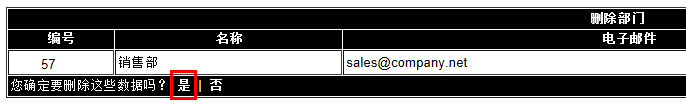 删除部门
编号 名称 电子邮件
57 销售部 sales@company.net
您确定要删除这些数据吗？ 是 | 否